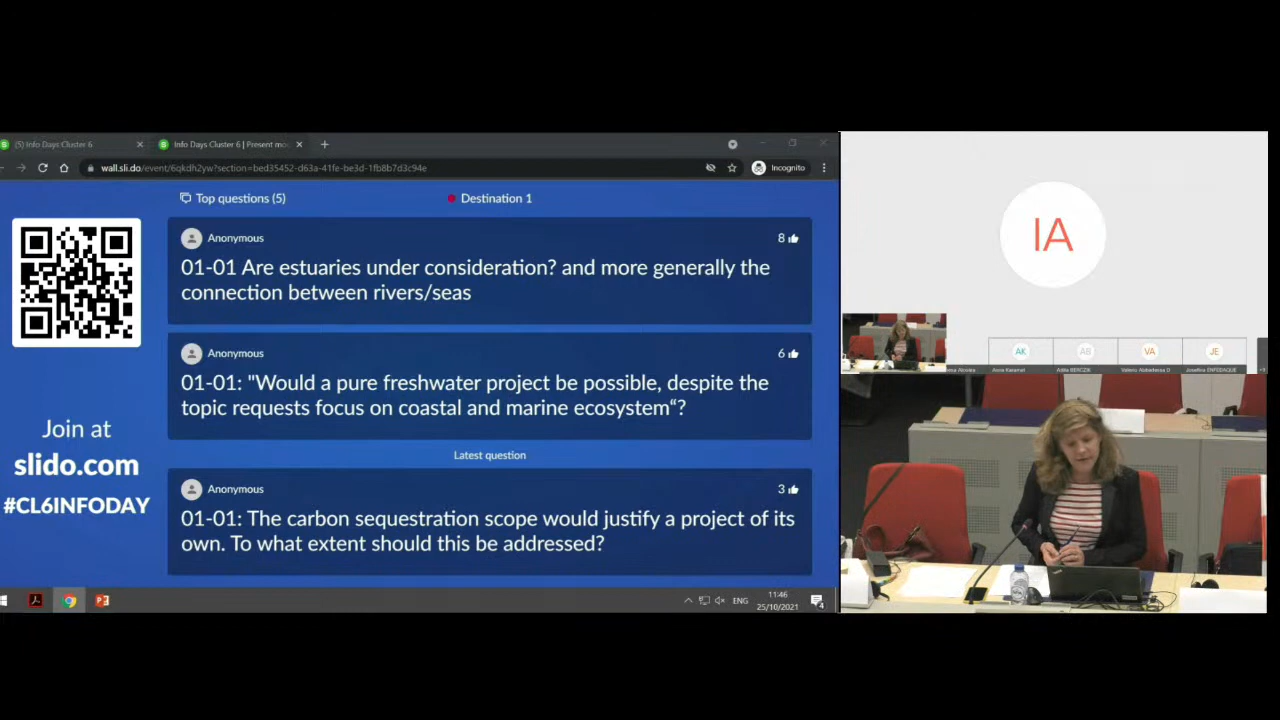 (5) Info Days Cluster 6
Info Days Cluster 6 | Present mo
wall.sli.do/event/6qkdh2yw?section=bed35452-d63a-41fe-be3d-1fb8b7d3c94e
Incognito
Top questions (5)
Destination 1
Anonymous
8
01-01 Are estuaries under consideration? and more generally the
connection between rivers/seas
Anonymous
6
01-01: "Would a pure freshwater project be possible, despite the
topic requests focus on coastal and marine ecosystem“?
Latest question
Anonymous
3
01-01: The carbon sequestration scope would justify a project of its
own. To what extent should this be addressed?
Join at
slido.com
#CL6INFODAY
ENG
11:46
25/10/2021
4
IA
AK
AB
VA
JE